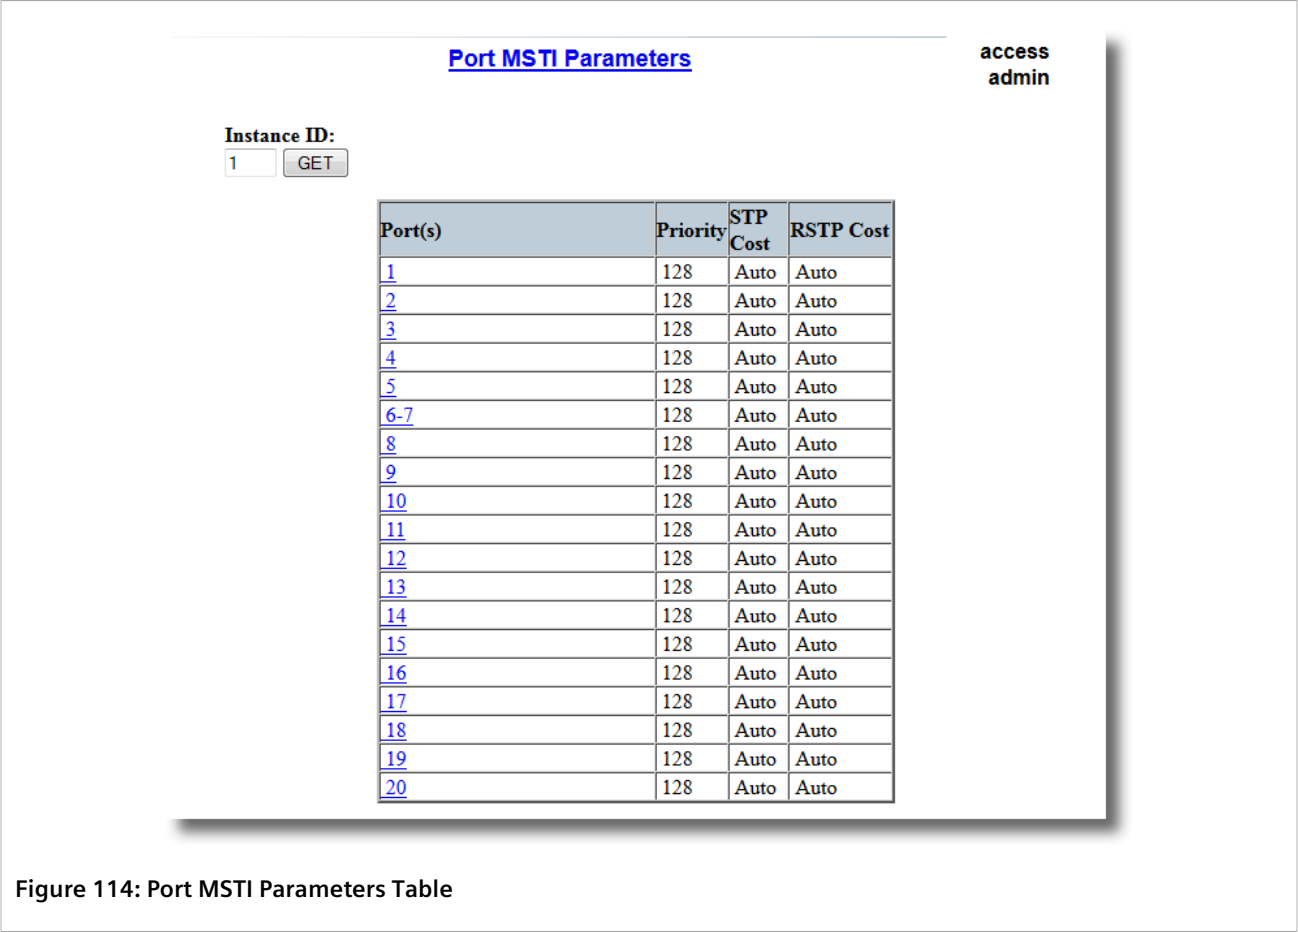 Port MSTI Parameters
access
admin
Instance ID:
1 GET
Port(s) Priority STP Cost RSTP Cost
1 128 Auto Auto
2 128 Auto Auto
3 128 Auto Auto
4 128 Auto Auto
5 128 Auto Auto
6-7 128 Auto Auto
8 128 Auto Auto
9 128 Auto Auto
10 128 Auto Auto
11 128 Auto Auto
12 128 Auto Auto
13 128 Auto Auto
14 128 Auto Auto
15 128 Auto Auto
16 128 Auto Auto
17 128 Auto Auto
18 128 Auto Auto
19 128 Auto Auto
20 128 Auto Auto
Figure 114: Port MSTI Parameters Table